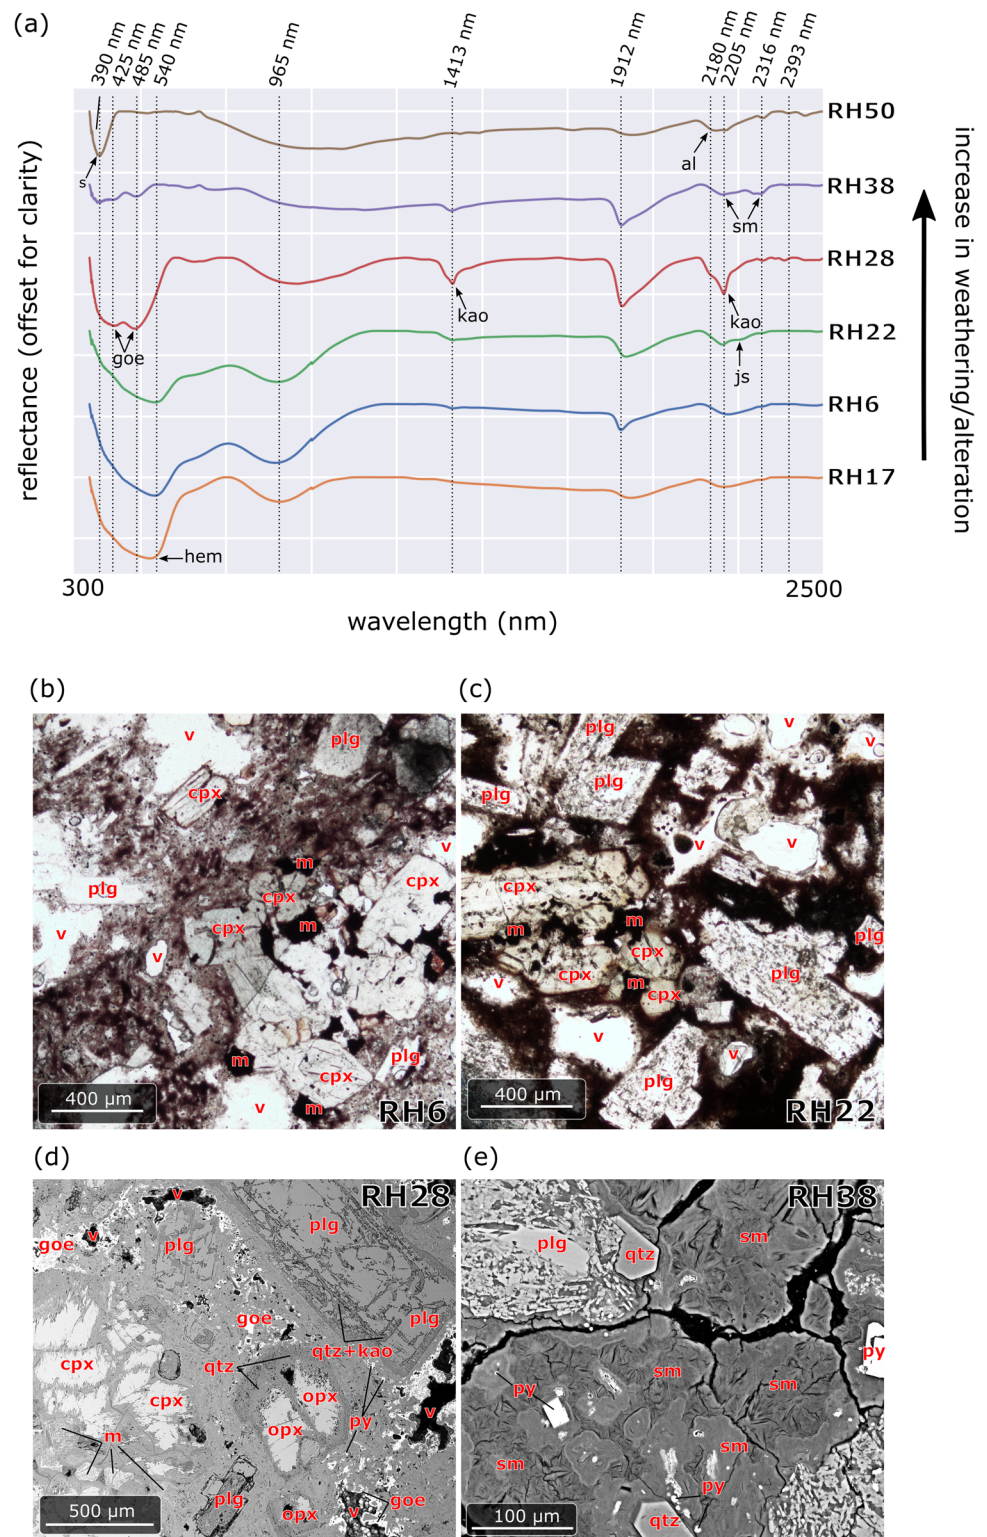 (a)
390 nm
425 nm
485 nm
540 nm
965 nm
1413 nm
1912 nm
2180 nm
2205 nm
2316 nm
2393 nm
reflectance (offset for clarity)
RH50
s
al
RH38
sm
RH28
goe
kao
kao
RH22
js
RH6
RH17
hem
increase in weathering/alteration
300
2500
wavelength (nm)
(b)
v
plg
cpx
v
m
plg
cpx
cpx
cpx
m
v
v
m
plg
cpx
v
m
400 µm
RH6
(c)
plg
v
v
plg
plg
v
v
cpx
m
m
plg
cpx
cpx
plg
m
cpx
v
v
v
plg
400 µm
RH22
(d)
RH28
v
v
goe
plg
plg
goe
plg
qtz
qtz+kao
cpx
cpx
opx
opx
py
v
m
plg
opx
v
goe
500 µm
(e)
RH38
plg
qtz
sm
py
sm
sm
py
sm
sm
py
qtz
100 µm